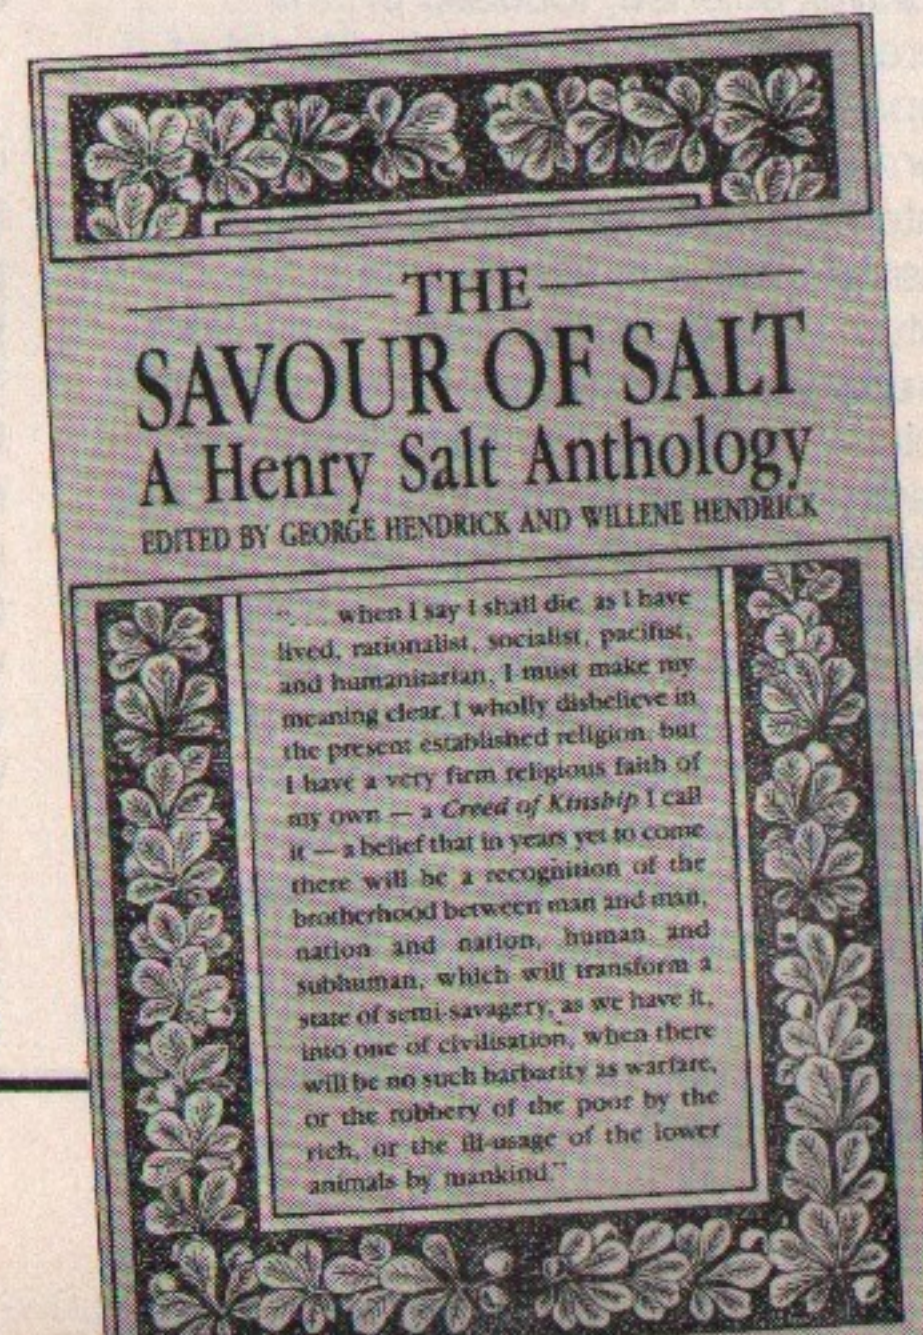 THE
SAVOUR OF SALT
A Henry Salt Anthology
EDITED BY GEORGE HENDRICK AND WILLENE HENDRICK
“. . . when I say I shall die, as I have
lived, rationalist, socialist, pacifist,
and humanitarian, I must make my
meaning clear. I wholly disbelieve in
the present established religion; but
I have a very firm religious faith of
my own — a Creed of Kinship I call
it — a belief that in years yet to come
there will be a recognition of the
brotherhood between man and man,
nation and nation, human and
subhuman, which will transform a
state of semi-savagery, as we have it,
into one of civilisation, when there
will be no such barbarity as warfare,
or the robbery of the poor by the
rich, or the ill-usage of the lower
animals by mankind.”